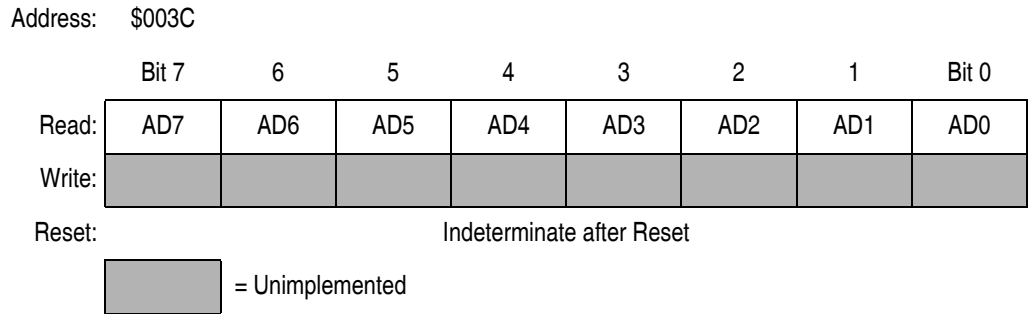 Address: $003C
Bit 7 6 5 4 3 2 1 Bit 0
Read: AD7 AD6 AD5 AD4 AD3 AD2 AD1 AD0
Write:
Reset: Indeterminate after Reset
= Unimplemented